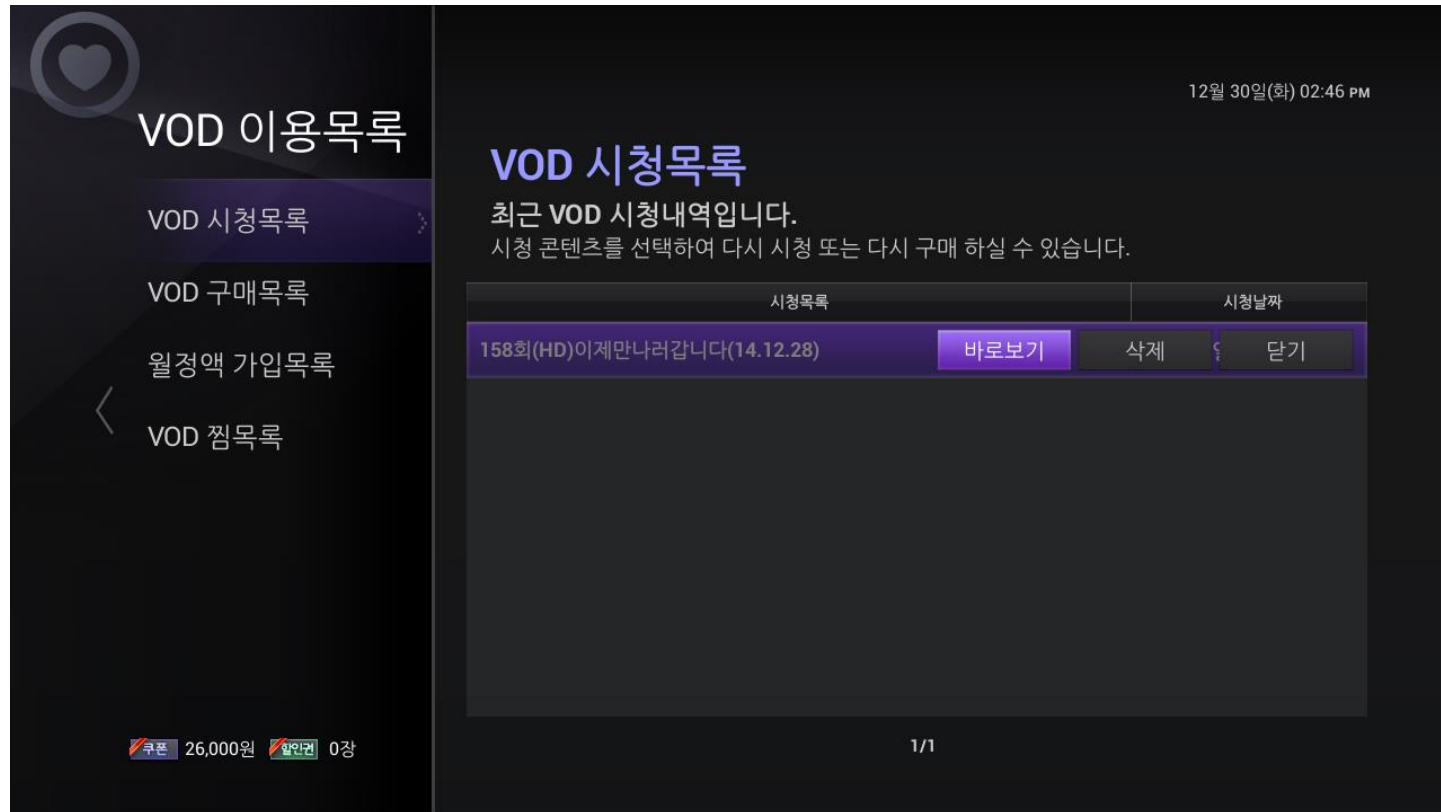 12월 30일(화) 02:46 PM
VOD 이용목록
VOD 시청목록
VOD 구매목록
월정액 가입목록
VOD 찜목록
쿠폰 26,000원 할인권 0장
VOD 시청목록
최근 VOD 시청내역입니다.
시청 콘텐츠를 선택하여 다시 시청 또는 다시 구매 하실 수 있습니다.
시청목록 시청날짜
158회(HD)이제만나러갑니다(14.12.28) 바로보기 삭제 닫기
1/1